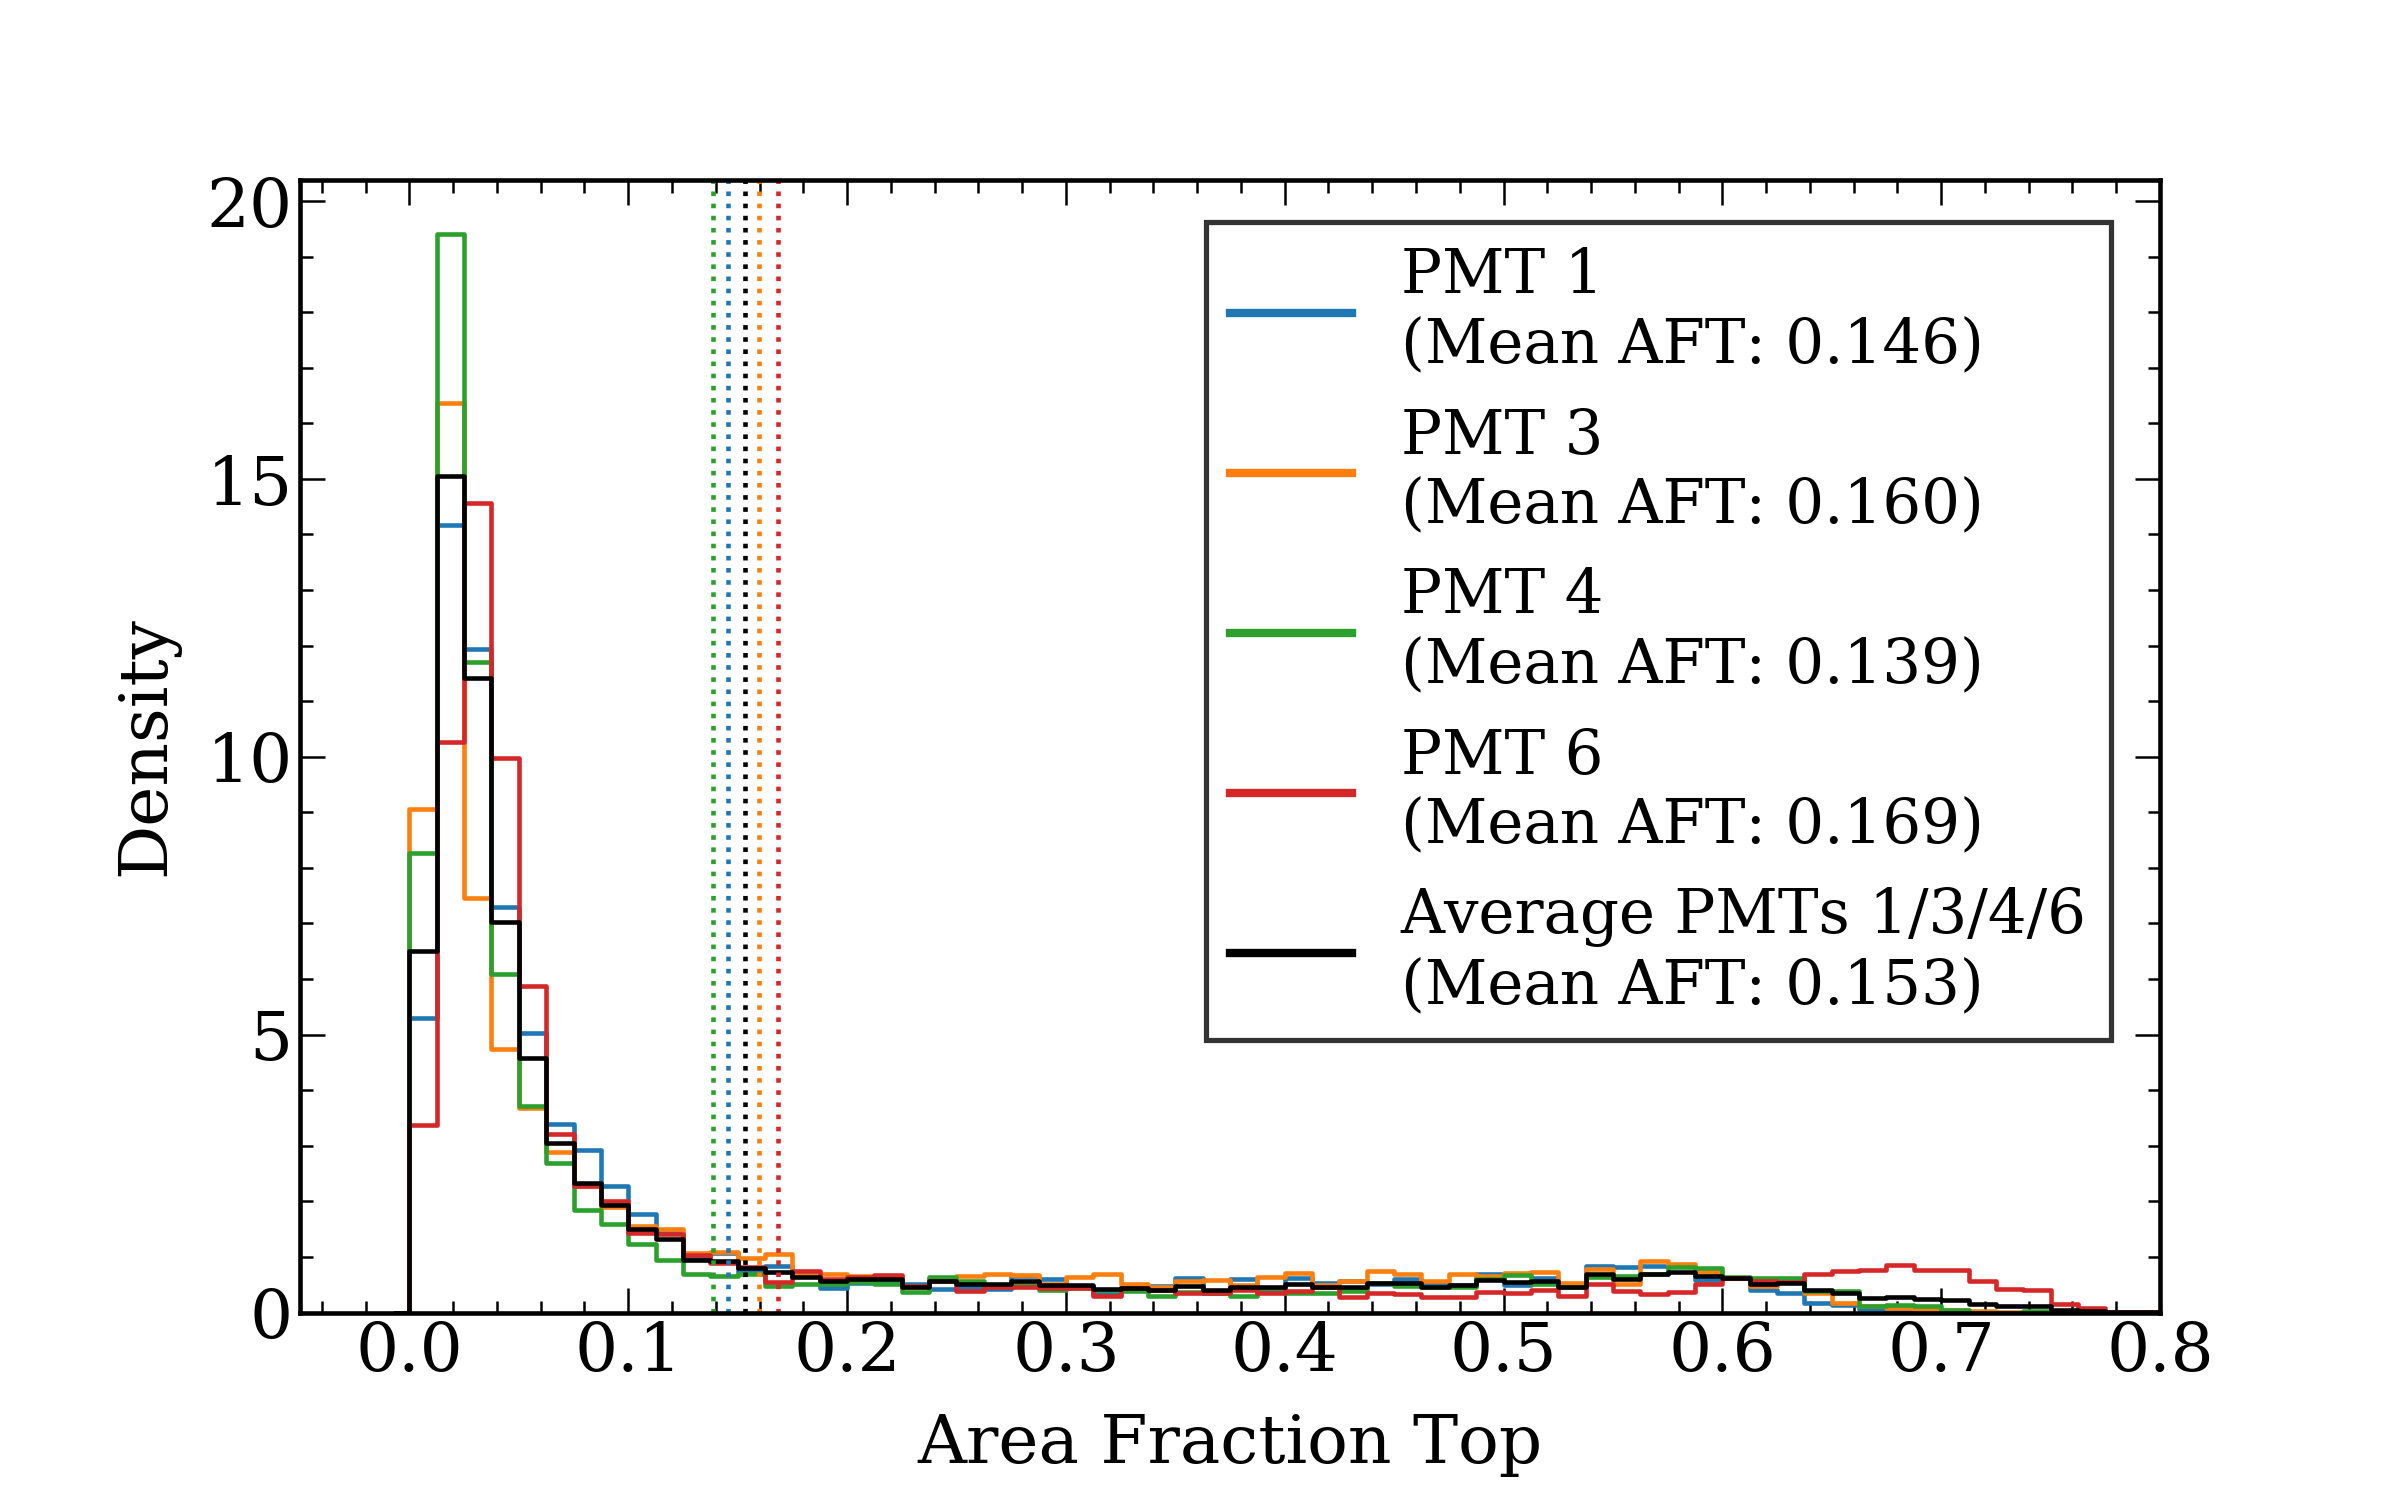 20
15
10
5
0
Density
PMT 1
(Mean AFT: 0.146)
PMT 3
(Mean AFT: 0.160)
PMT 4
(Mean AFT: 0.139)
PMT 6
(Mean AFT: 0.169)
Average PMTs 1/3/4/6
(Mean AFT: 0.153)
0.0 0.1 0.2 0.3 0.4 0.5 0.6 0.7 0.8
Area Fraction Top